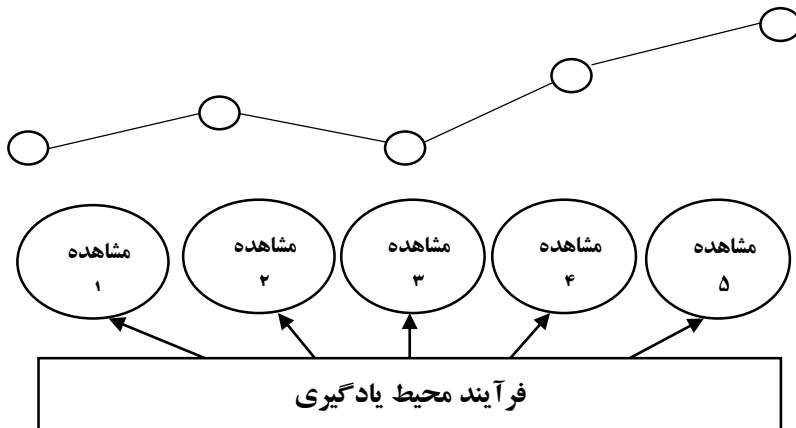 مشاهده
۱
مشاهده
۲
مشاهده
۳
مشاهده
۴
مشاهده
۵
فرآیند محیط یادگیری